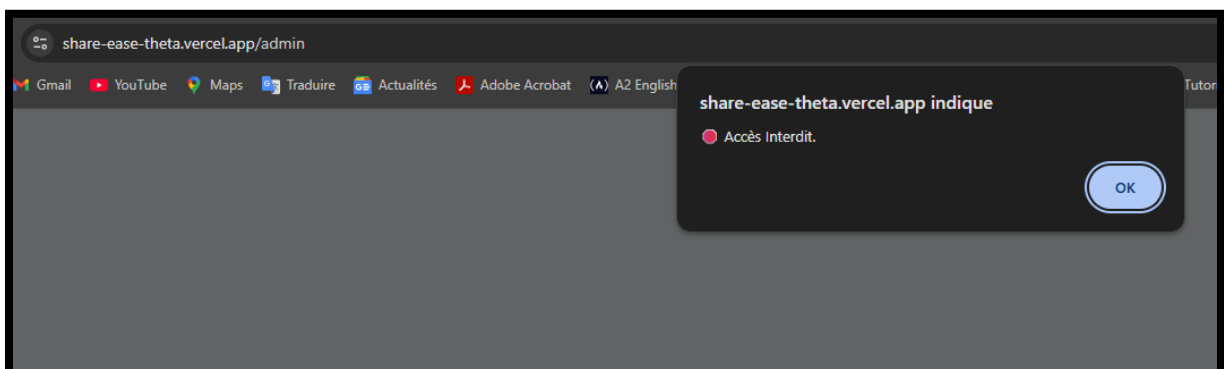 share-ease-theta.vercel.app/admin
Gmail YouTube Maps Traduire Actualités Adobe Acrobat A2 English
share-ease-theta.vercel.app indique
Accès Interdit.
OK